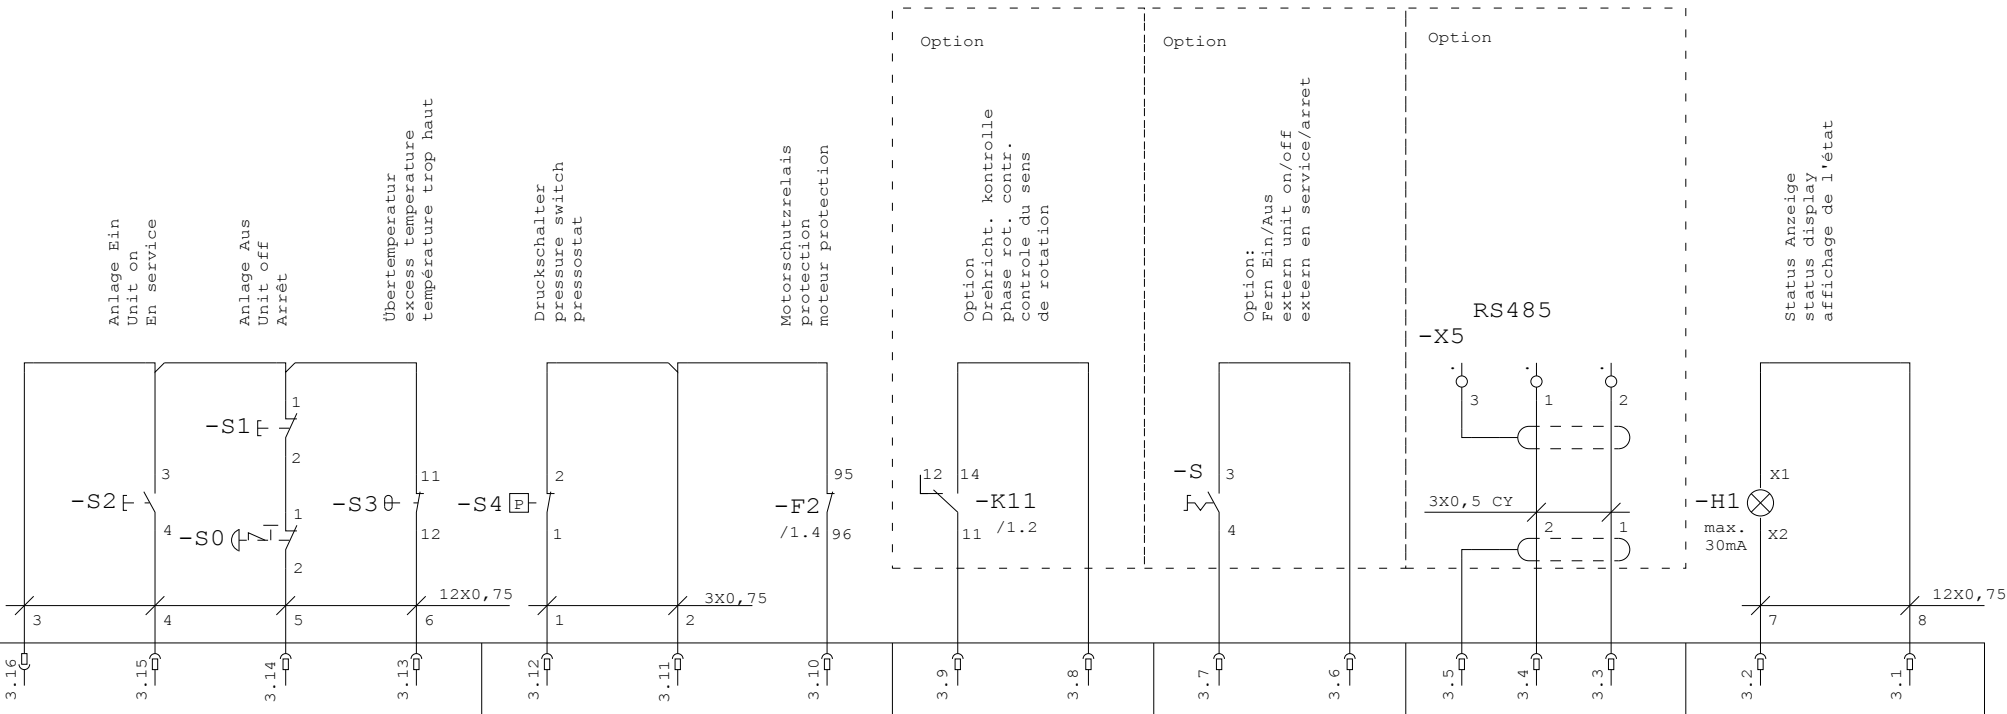 Option
Option
Option
Anlage Ein
Unit on
En service
Anlage Aus
Unit off
Arrêt
Übertemperatur
excess temperature
température trop haut
Druckschalter
pressure switch
pressostat
Motorschutzrelais
protection
moteur protection
Option
Drehricht. kontrolle
phase rot. contr.
controle du sens
de rotation
Option:
Fern Ein/Aus
extern unit on/off
extern en service/arret
RS485
-X5
Status Anzeige
status display
affichage de l'état
3
1
2
1
-S1
2
3
-S2
4
1
-S0
2
11
-S3
12
2
-S4
P
1
95
-F2
/1.4
96
12
14
-K11
11
/1.2
-S
3
4
3X0,5 CY
2
1
X1
-H1
max.
30mA
X2
12X0,75
3X0,75
12X0,75
3
4
5
6
1
2
7
8
3.16
3.15
3.14
3.13
3.12
3.11
3.10
3.9
3.8
3.7
3.6
3.5
3.4
3.3
3.2
3.1